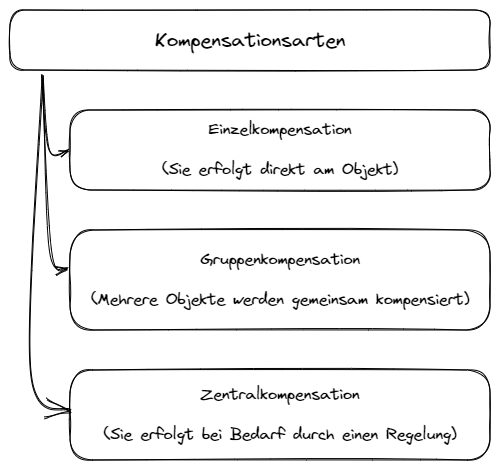 Kompensationsarten
Einzelkompensation
(Sie erfolgt direkt am Objekt)
Gruppenkompensation
(Mehrere Objekte werden gemeinsam kompensiert)
Zentralkompensation
(Sie erfolgt bei Bedarf durch einen Regelung)